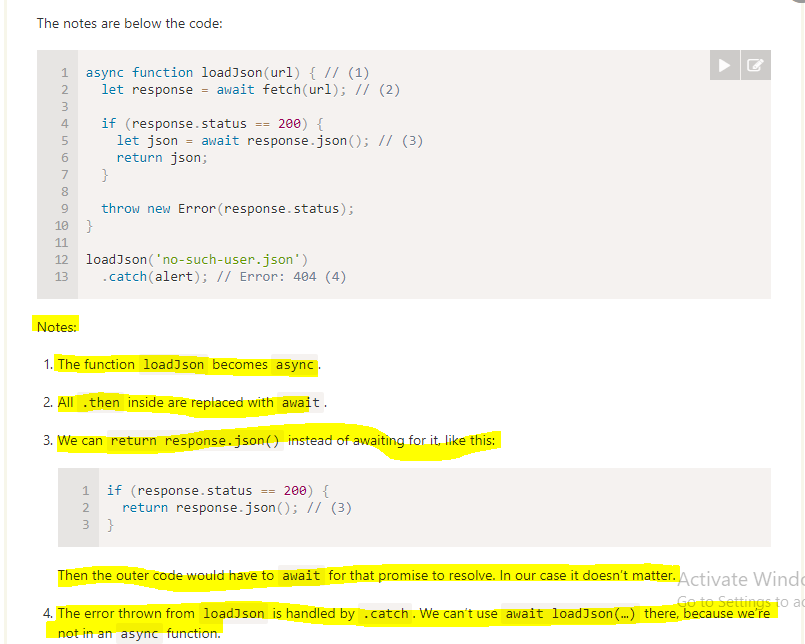 The notes are below the code:
1 async function loadJson(url) { // (1)
2 let response = await fetch(url); // (2)
3
4 if (response.status == 200) {
5 let json = await response.json(); // (3)
6 return json;
7 }
8
9 throw new Error(response.status);
10 }
11
12 loadJson('no-such-user.json')
13 .catch(alert); // Error: 404 (4)
Notes:
1. The function loadJson becomes async.
2. All .then inside are replaced with await.
3. We can return response.json() instead of awaiting for it, like this:
1 if (response.status == 200) {
2 return response.json(); // (3)
3 }
Then the outer code would have to await for that promise to resolve. In our case it doesn't matter.
Activate Windo
Go to Settings to ac
4. The error thrown from loadJson is handled by .catch. We can't use await loadJson(…) there, because we're
not in an async function.